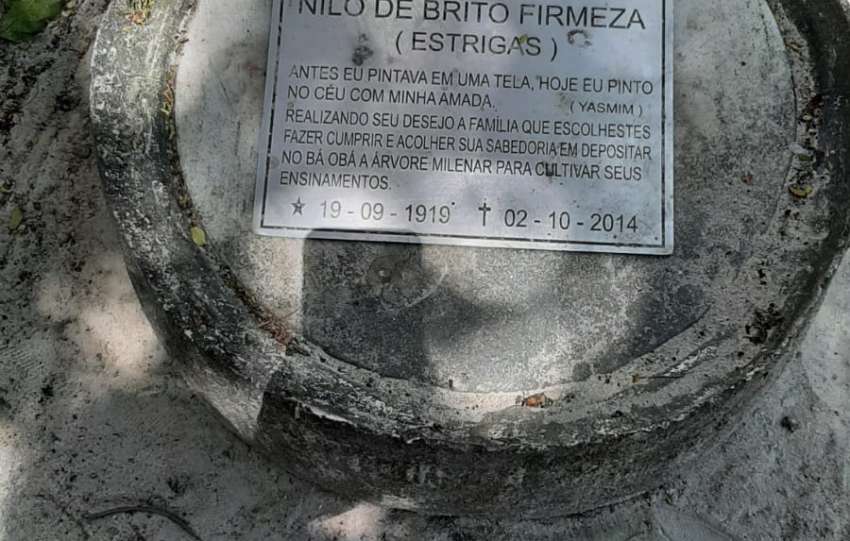 NILO DE BRITO FIRMEZA
( ESTRIGAS )
ANTES EU PINTAVA EM UMA TELA, HOJE EU PINTO
NO CÉU COM MINHA AMADA. ( YASMIM )
REALIZANDO SEU DESEJO A FAMÍLIA QUE ESCOLHESTES
FAZER CUMPRIR E ACOLHER SUA SABEDORIA EM DEPOSITAR
NO BÁ OBÁ A ÁRVORE MILENAR PARA CULTIVAR SEUS
ENSINAMENTOS.
★ 19 - 09 - 1919 ✝ 02 - 10 - 2014